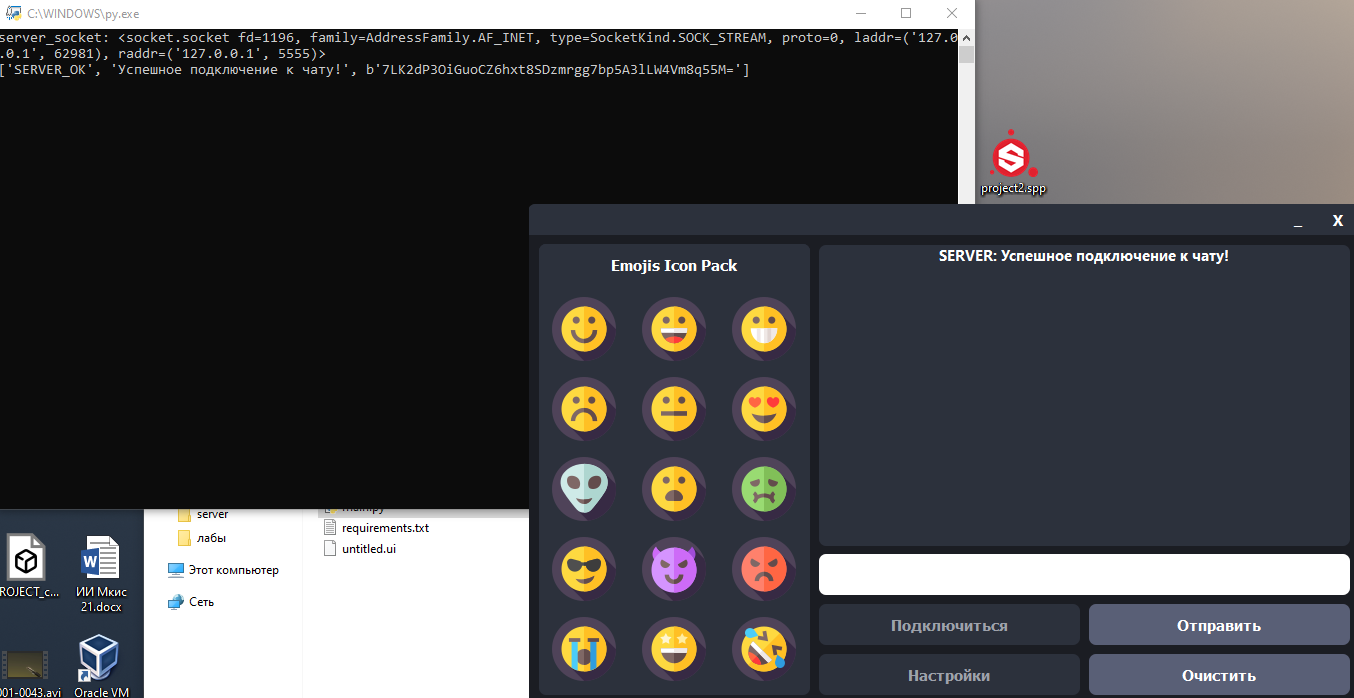 C:\WINDOWS\py.exe
server_socket: <socket.socket fd=1196, family=AddressFamily.AF_INET, type=SocketKind.SOCK_STREAM, proto=0, laddr=('127.0
.0.1', 62981), raddr=('127.0.0.1', 5555)>
['SERVER_OK', 'Успешное подключение к чату!', b'7LK2dP3OiGuoCZ6hxt8SDzmrgg7bp5A3lLW4Vm8q55M=']
project2.spp
_ X
Emojis Icon Pack
SERVER: Успешное подключение к чату!
Подключиться
Отправить
Настройки
Очистить
server
main.py
лабы
requirements.txt
untitled.ui
Этот компьютер
Сеть
ROJECT_c...
ИИ Мкис
21.docx
001-0043.avi
Oracle VM